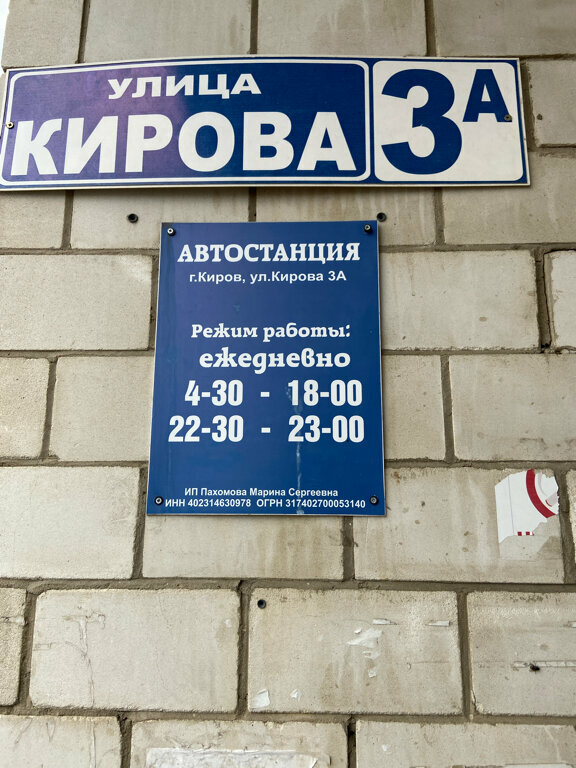 УЛИЦА
КИРОВА 3А
АВТОСТАНЦИЯ
г.Киров, ул.Кирова 3А
Режим работы:
ежедневно
4-30 - 18-00
22-30 - 23-00
ИП Пахомова Марина Сергеевна
ИНН 402314630978 ОГРН 317402700053140